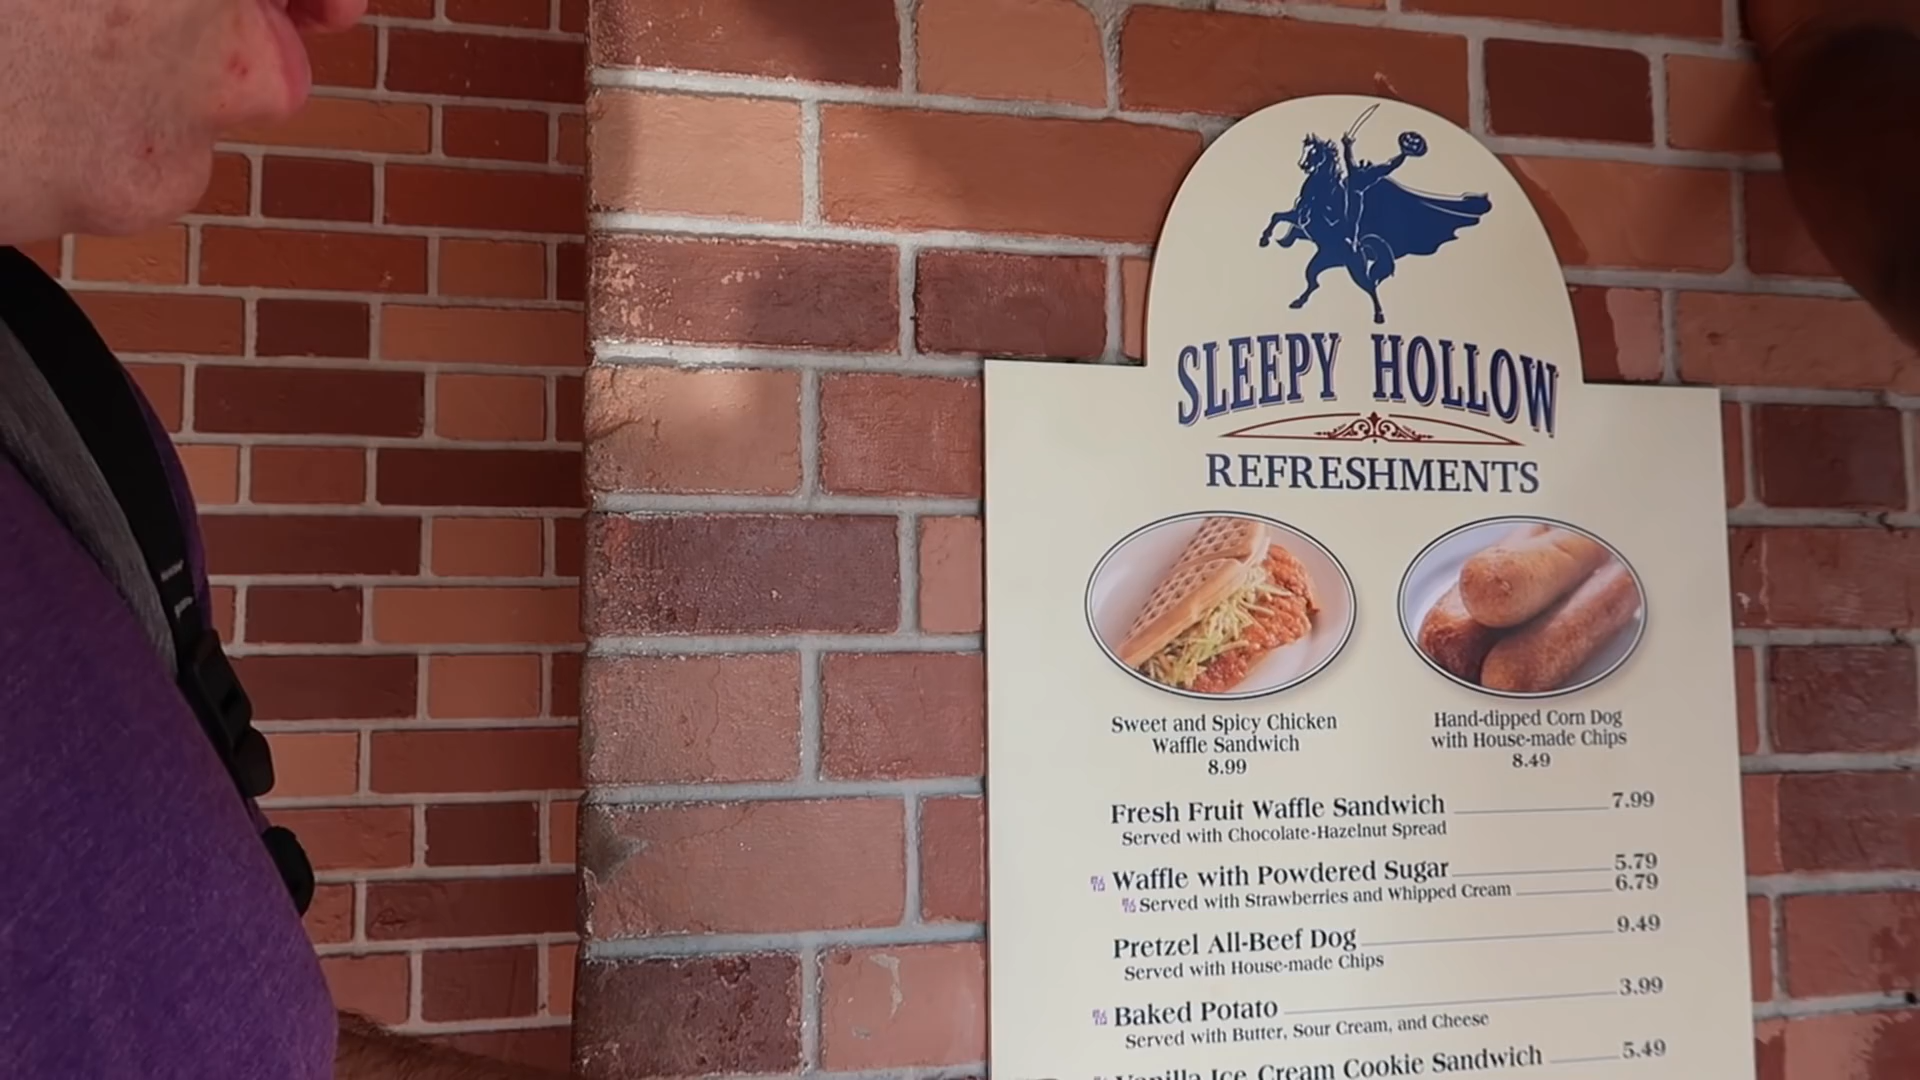 SLEEPY HOLLOW
REFRESHMENTS
Sweet and Spicy Chicken
Waffle Sandwich
8.99
Hand-dipped Corn Dog
with House-made Chips
8.49
Fresh Fruit Waffle Sandwich 7.99
Served with Chocolate-Hazelnut Spread
Waffle with Powdered Sugar 5.79
Served with Strawberries and Whipped Cream 6.79
Pretzel All-Beef Dog 9.49
Served with House-made Chips
Baked Potato 3.99
Served with Butter, Sour Cream, and Cheese
Vanilla Ice Cream Cookie Sandwich 5.49